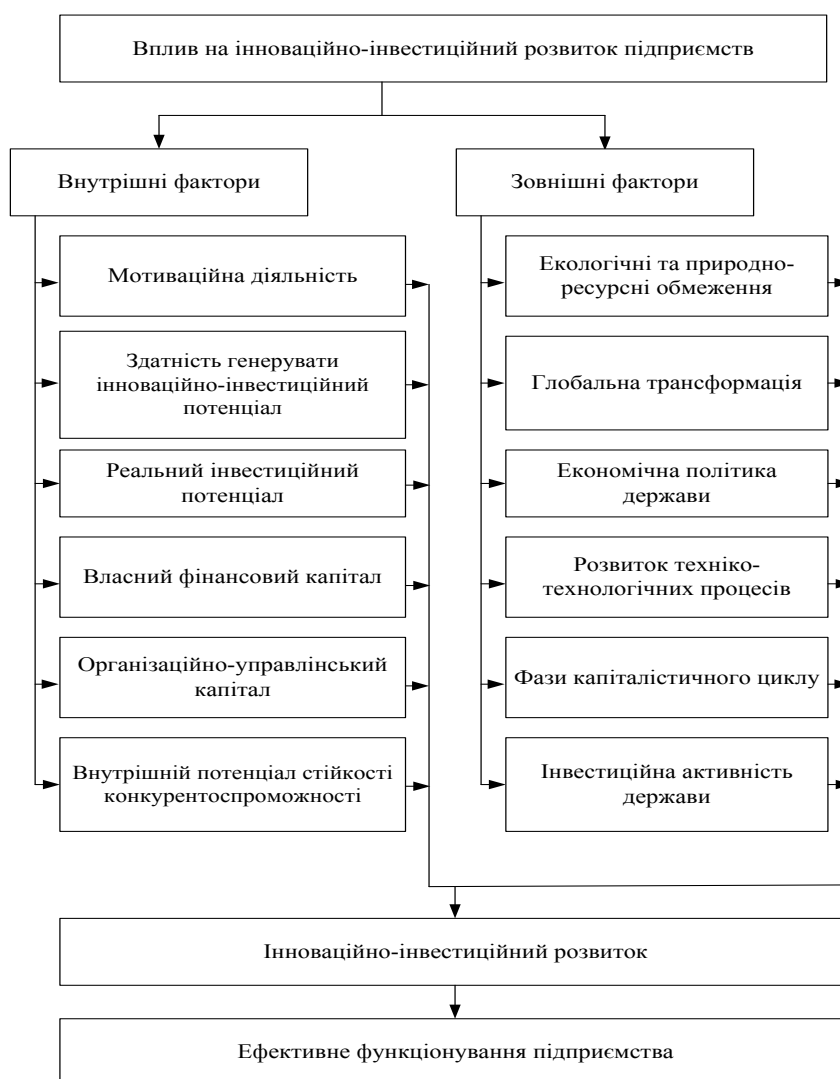 Вплив на інноваційно-інвестиційний розвиток підприємств
Внутрішні фактори
Зовнішні фактори
Мотиваційна діяльність
Здатність генерувати
інноваційно-інвестиційний
потенціал
Реальний інвестиційний
потенціал
Власний фінансовий капітал
Організаційно-управлінський
капітал
Внутрішній потенціал стійкості
конкурентоспроможності
Екологічні та природно-
ресурсні обмеження
Глобальна трансформація
Економічна політика
держави
Розвиток техніко-
технологічних процесів
Фази капіталістичного циклу
Інвестиційна активність
держави
Інноваційно-інвестиційний розвиток
Ефективне функціонування підприємства